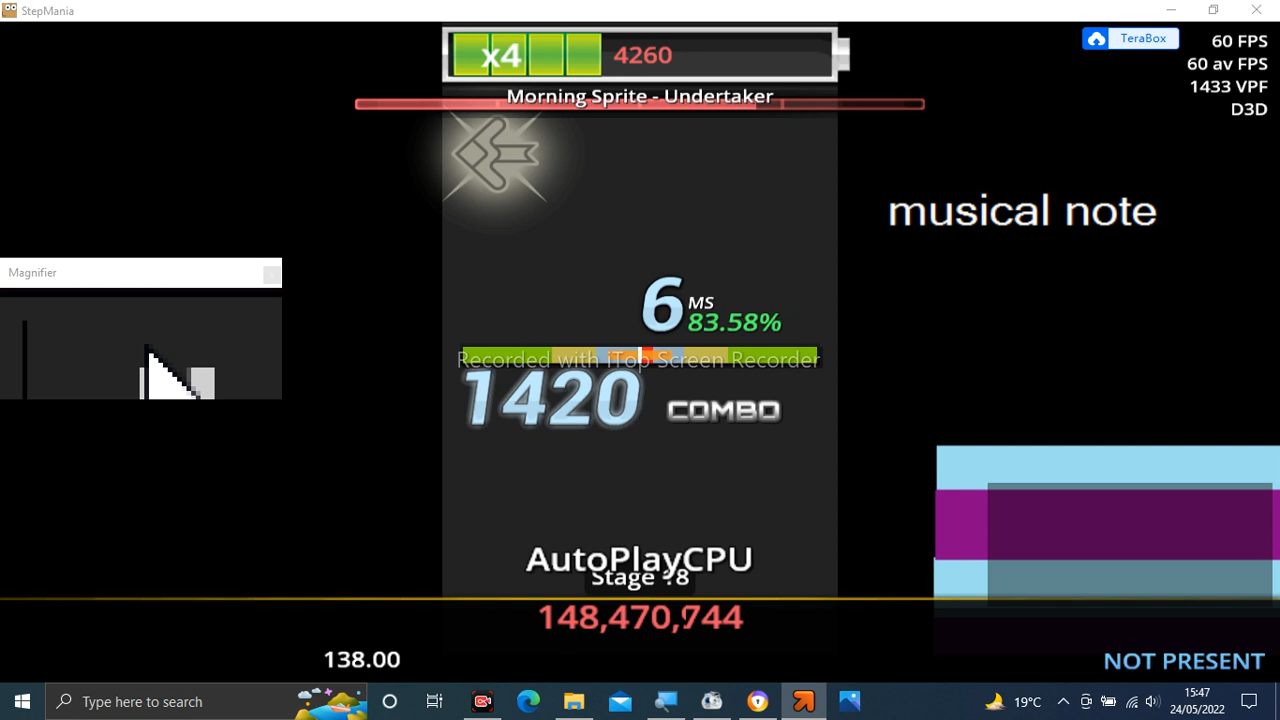 StepMania
TeraBox
60 FPS
60 av FPS
1433 VPF
D3D
x4 4260
Morning Sprite - Undertaker
musical note
Magnifier
6 MS
83.58%
Recorded with iTop Screen Recorder
1420 COMBO
AutoPlayCPU
Stage
148,470,744
138.00
NOT PRESENT
Type here to search
19°C
15:47
24/05/2022